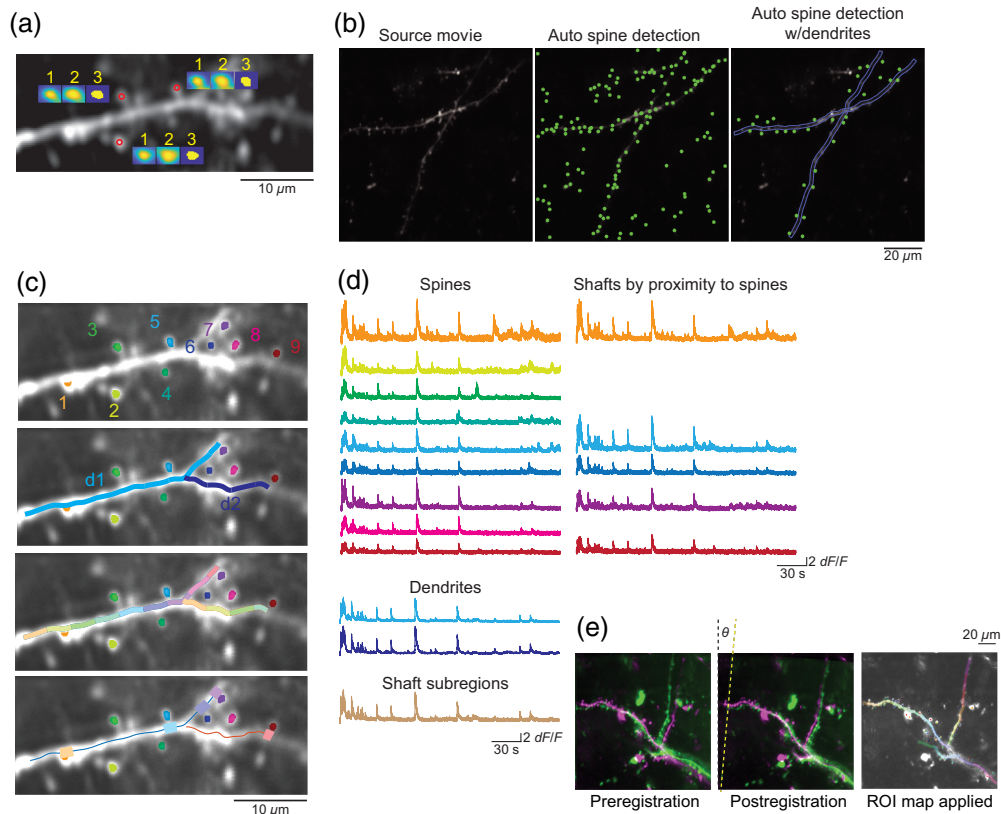 (a)
1 2 3
1 2 3
1 2 3
10 µm
(b)
Source movie
Auto spine detection
Auto spine detection
w/dendrites
20 µm
(c)
1
2
3
4
5
6
7
8
9
d1
d2
10 µm
(d)
Spines
Shafts by proximity to spines
2 dF/F
30 s
Dendrites
Shaft subregions
2 dF/F
30 s
(e)
θ
20 µm
Preregistration
Postregistration
ROI map applied